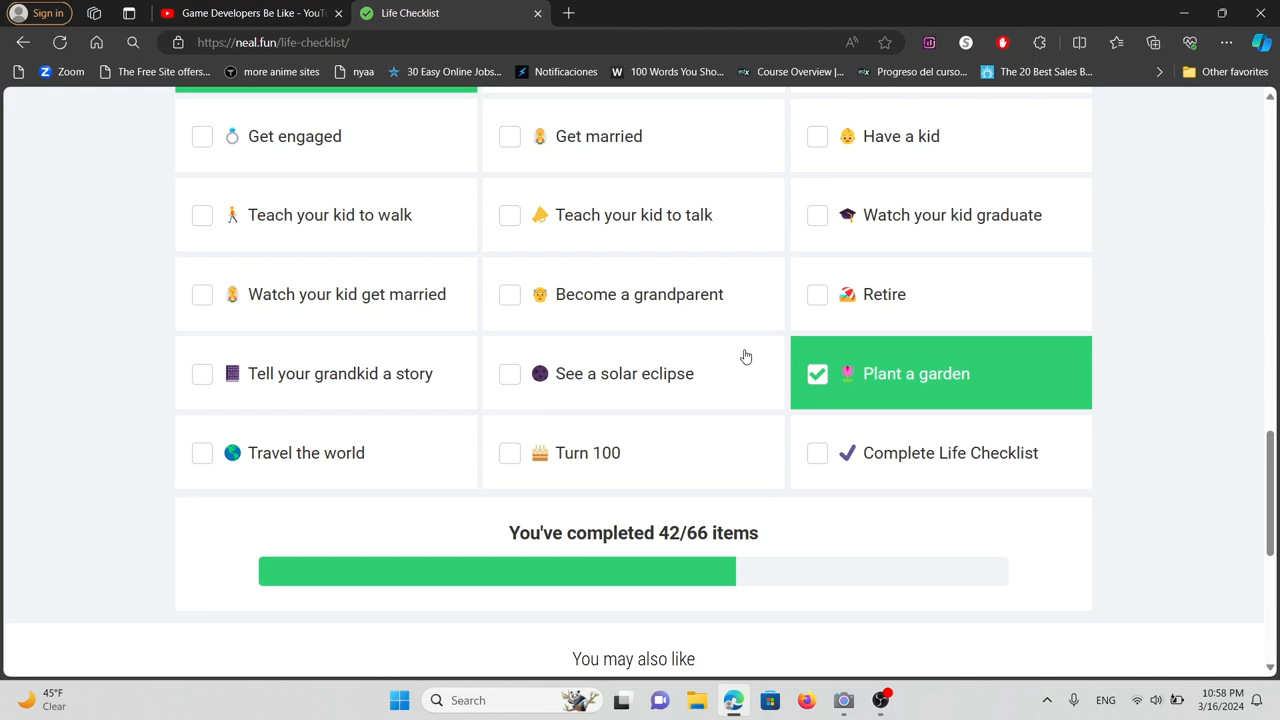 Sign in
Game Developers Be Like - YouT
Life Checklist
https://neal.fun/life-checklist/
Zoom
The Free Site offers...
more anime sites
nyaa
30 Easy Online Jobs...
Notificaciones
100 Words You Sho...
Course Overview |...
Progreso del curso...
The 20 Best Sales B...
Other favorites
Get engaged
Get married
Have a kid
Teach your kid to walk
Teach your kid to talk
Watch your kid graduate
Watch your kid get married
Become a grandparent
Retire
Tell your grandkid a story
See a solar eclipse
Plant a garden
Travel the world
Turn 100
Complete Life Checklist
You've completed 42/66 items
You may also like
45°F
Clear
Search
ENG
10:58 PM
3/16/2024